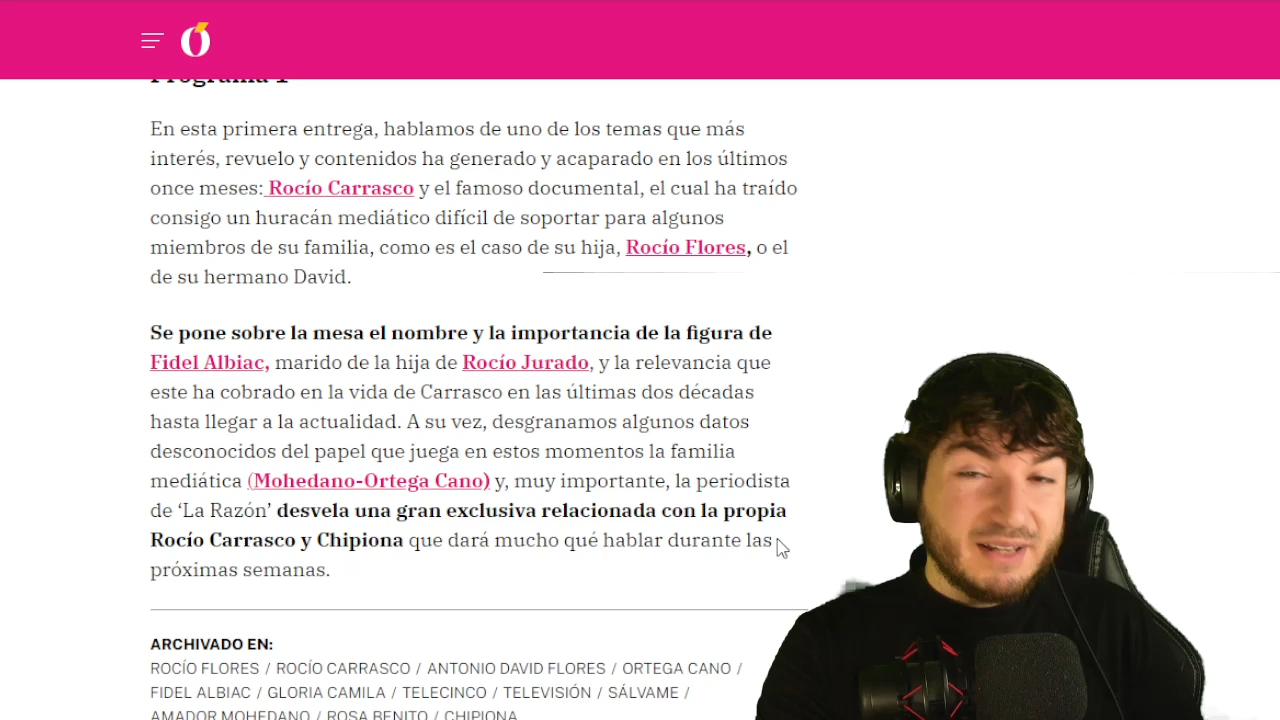 Ó
Programa 1
En esta primera entrega, hablamos de uno de los temas que más
interés, revuelo y contenidos ha generado y acaparado en los últimos
once meses: Rocío Carrasco y el famoso documental, el cual ha traído
consigo un huracán mediático difícil de soportar para algunos
miembros de su familia, como es el caso de su hija, Rocío Flores, o el
de su hermano David.
Se pone sobre la mesa el nombre y la importancia de la figura de
Fidel Albiac, marido de la hija de Rocío Jurado, y la relevancia que
este ha cobrado en la vida de Carrasco en las últimas dos décadas
hasta llegar a la actualidad. A su vez, desgranamos algunos datos
desconocidos del papel que juega en estos momentos la familia
mediática (Mohedano-Ortega Cano) y, muy importante, la periodista
de ‘La Razón’ desvela una gran exclusiva relacionada con la propia
Rocío Carrasco y Chipiona que dará mucho qué hablar durante las
próximas semanas.
ARCHIVADO EN:
ROCÍO FLORES / ROCÍO CARRASCO / ANTONIO DAVID FLORES / ORTEGA CANO /
FIDEL ALBIAC / GLORIA CAMILA / TELECINCO / TELEVISIÓN / SÁLVAME /
AMADOR MOHEDANO / ROSA BENITO / CHIPIONA